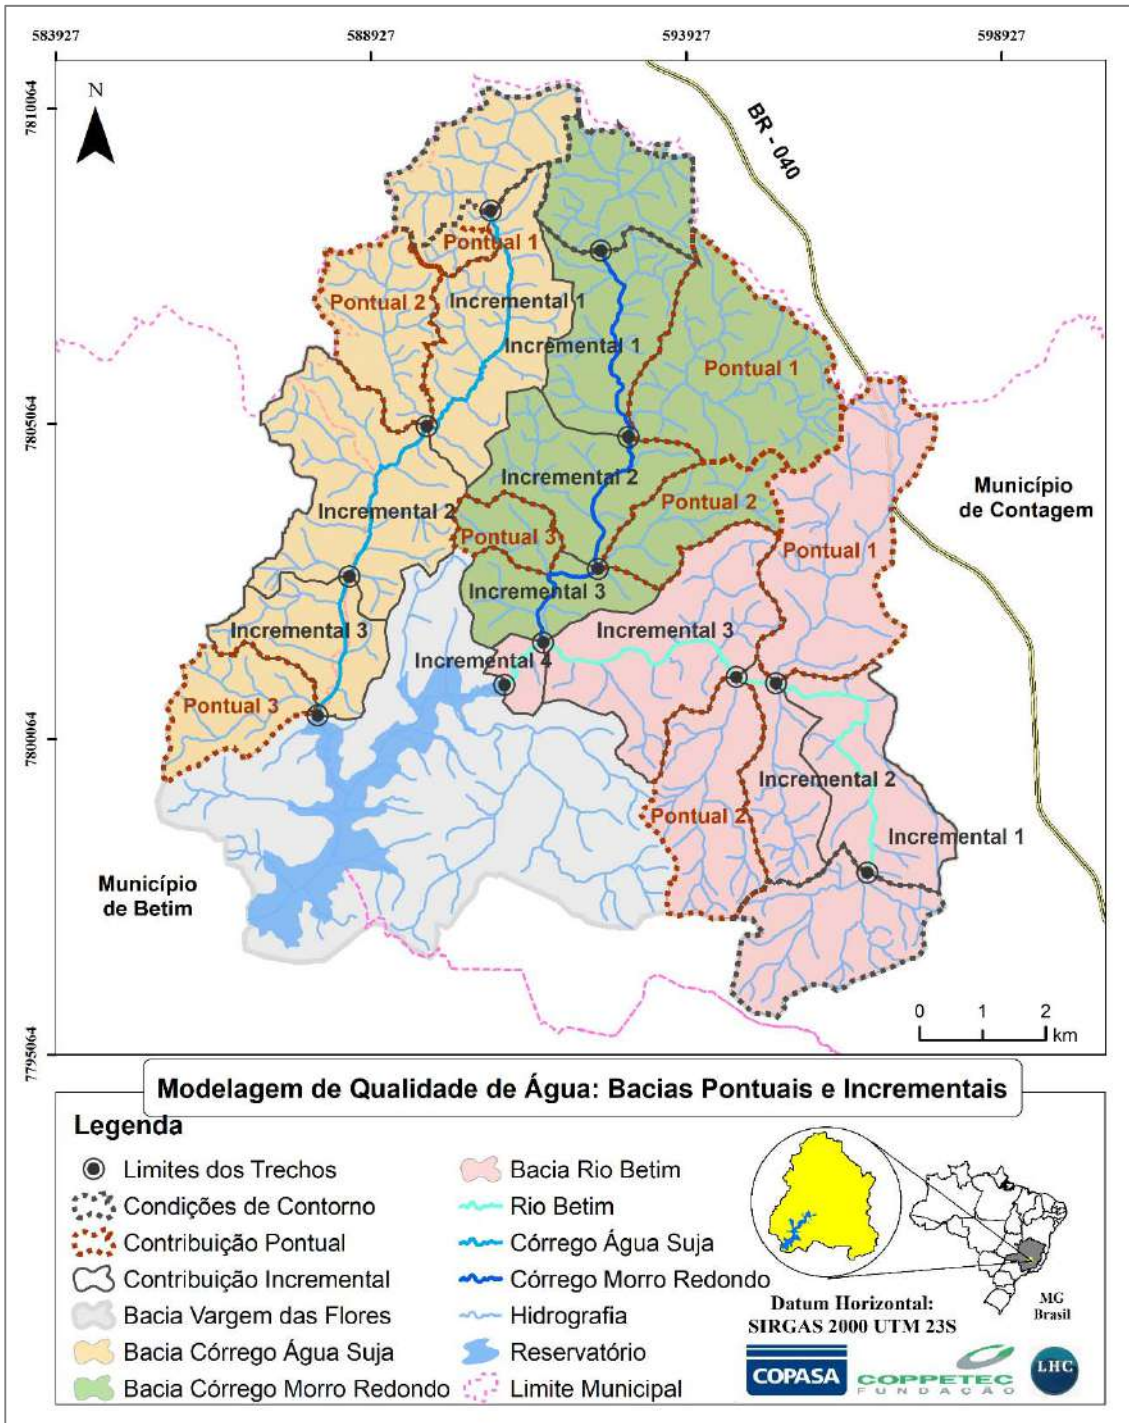 583927
588927
593927
598927
7810064
N
BR - 040
Pontual 1
Pontual 2
Incremental 1
Incremental 1
Pontual 1
7805064
Incremental 2
Pontual 2
Município
de Contagem
Incremental 2
Pontual 3
Pontual 1
Incremental 3
Incremental 3
Incremental 3
Incremental 4
Pontual 3
7800064
Incremental 2
Pontual 2
Incremental 1
Município
de Betim
0 1 2
km
7795064
Modelagem de Qualidade de Água: Bacias Pontuais e Incrementais
Legenda
Limites dos Trechos
Condições de Contorno
Contribuição Pontual
Contribuição Incremental
Bacia Vargem das Flores
Bacia Córrego Água Suja
Bacia Córrego Morro Redondo
Bacia Rio Betim
Rio Betim
Córrego Água Suja
Córrego Morro Redondo
Hidrografia
Reservatório
Limite Municipal
MG
Brasil
Datum Horizontal:
SIRGAS 2000 UTM 23S
COPASA
COPPETEC
FUNDAÇÃO
LHC